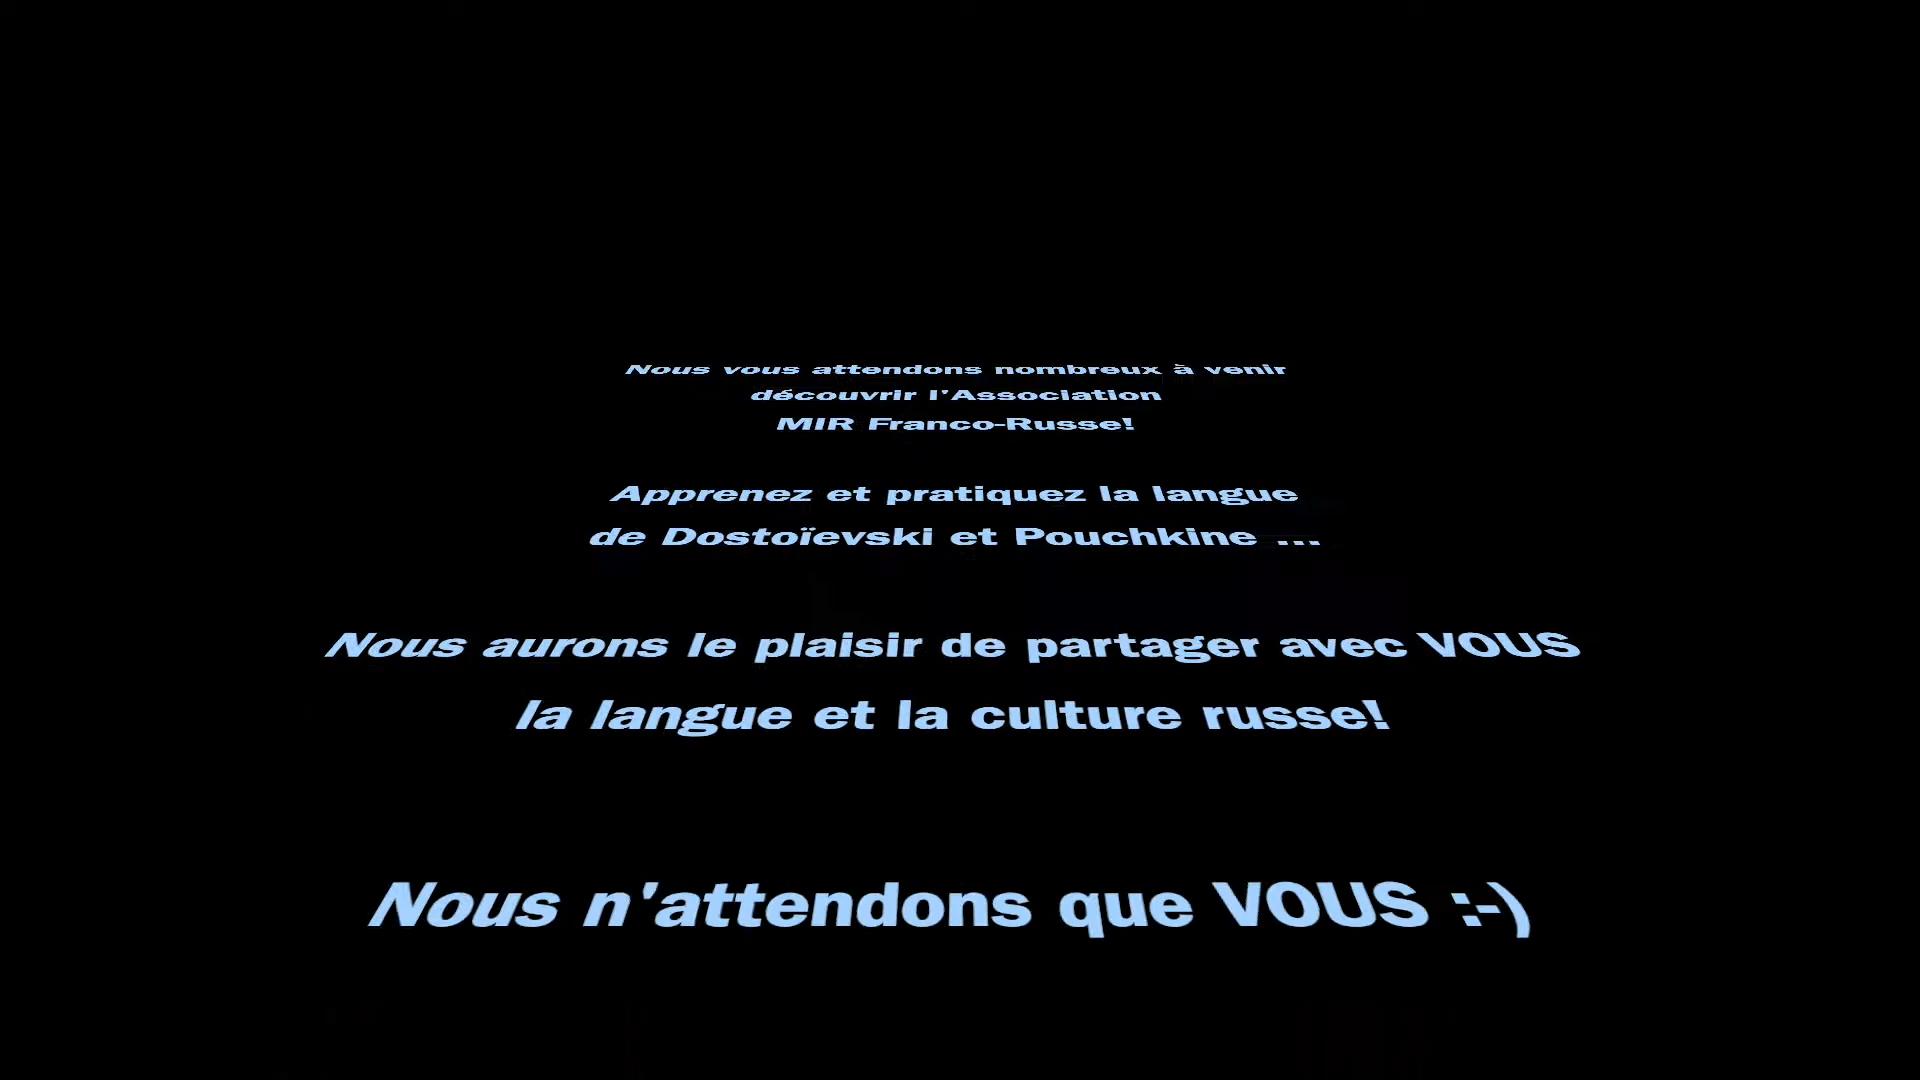 Nous vous attendons nombreux à venir
découvrir l'Association
MIR Franco-Russe!
Apprenez et pratiquez la langue
de Dostoïevski et Pouchkine ...
Nous aurons le plaisir de partager avec VOUS
la langue et la culture russe!
Nous n'attendons que VOUS :-)